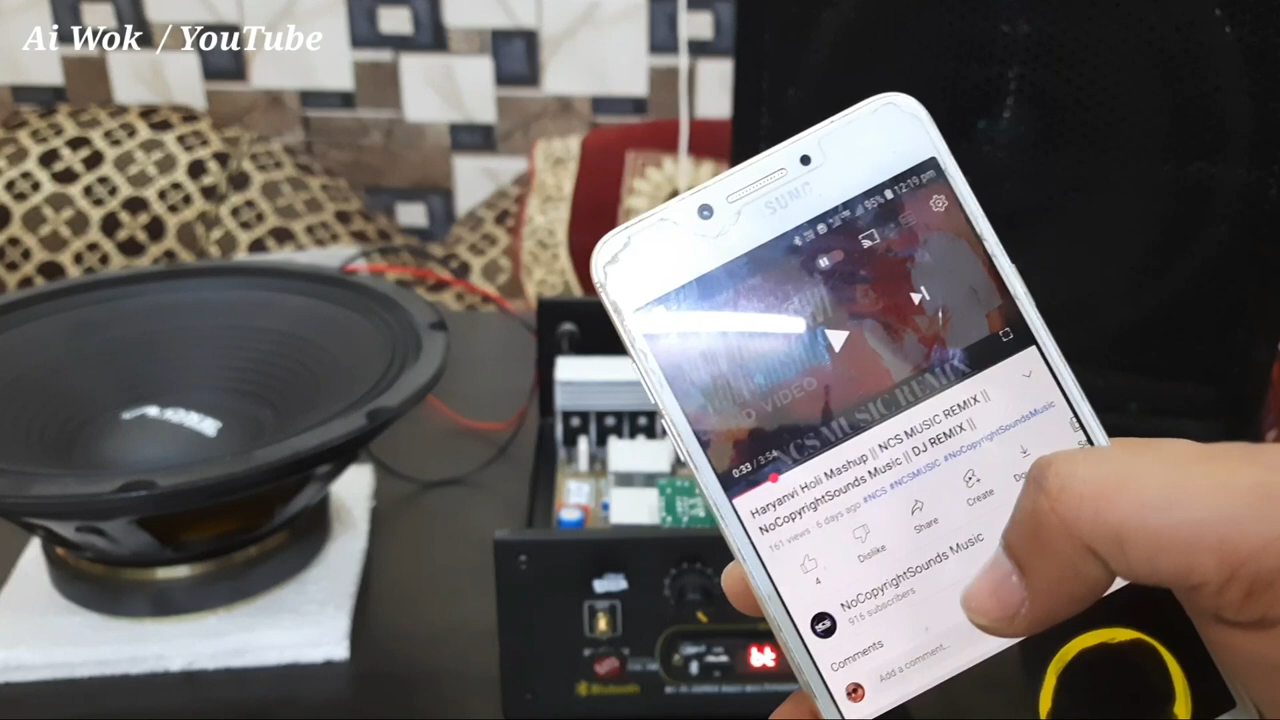 Ai Wok / YouTube
SUNG
95% 12:19 pm
VIDEO
NCS MUSIC REMIX
0:33 / 3:54
Haryanvi Holi Mashup || NCS MUSIC REMIX ||
NoCopyrightSounds Music || DJ REMIX ||
161 views · 6 days ago #NCS #NCSMUSIC #NoCopyrightSoundsMusic
4
Dislike
Share
Create
NoCopyrightSounds Music
916 subscribers
Comments
Add a comment...
bt
Bluetooth